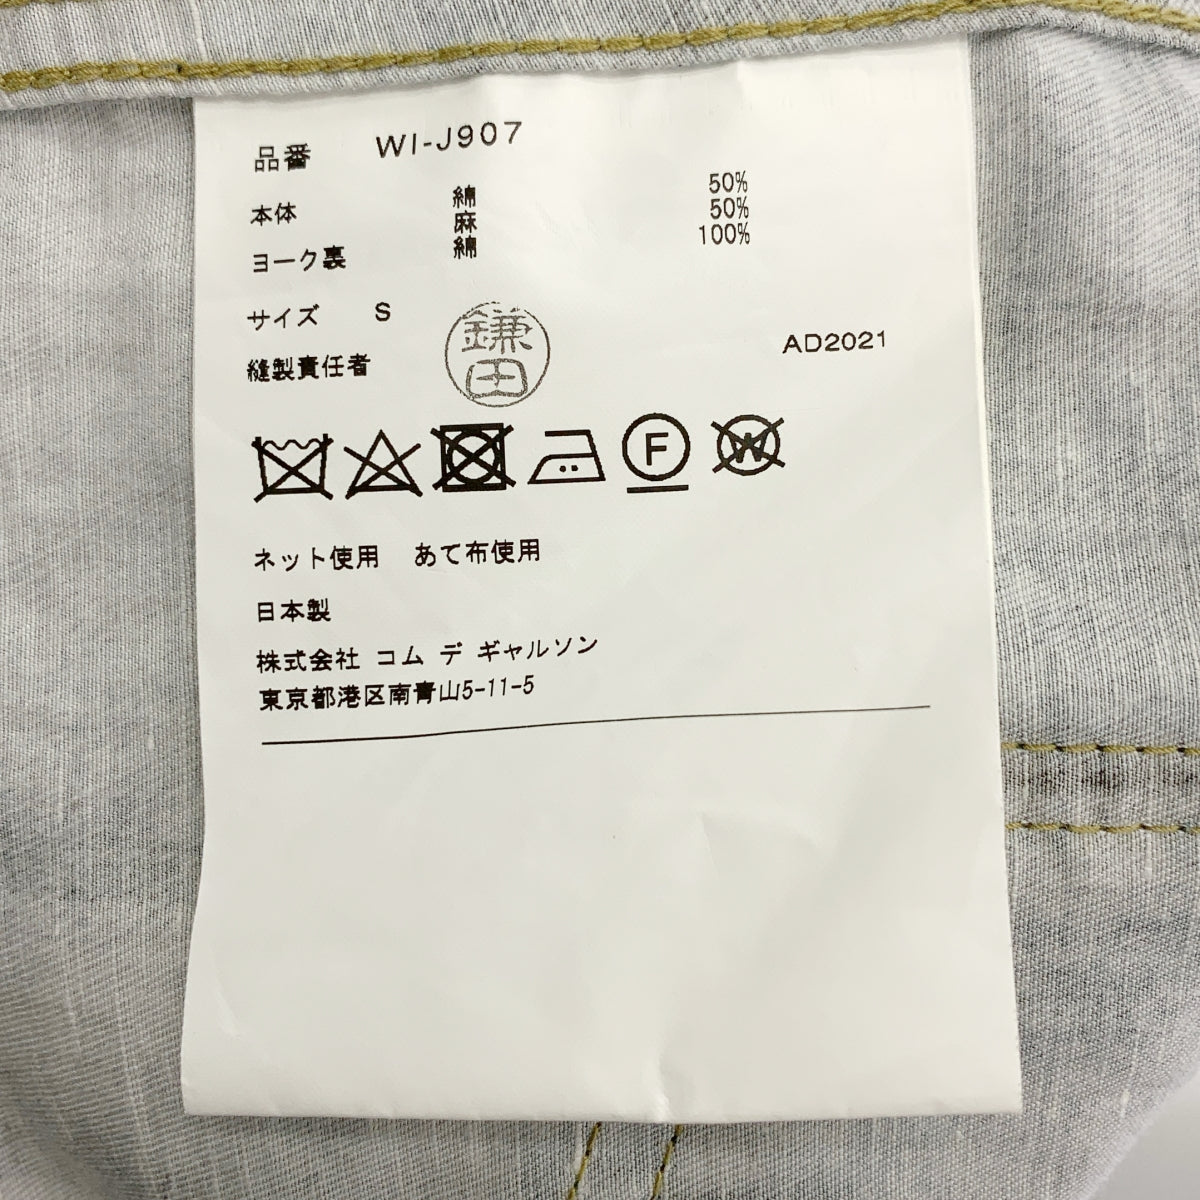 品番 WI-J907
本体 綿 50%
麻 50%
ヨーク裏 綿 100%
サイズ S
縫製責任者 鎌田 AD2021
F W
ネット使用 あて布使用
日本製
株式会社 コム デ ギャルソン
東京都港区南青山5-11-5